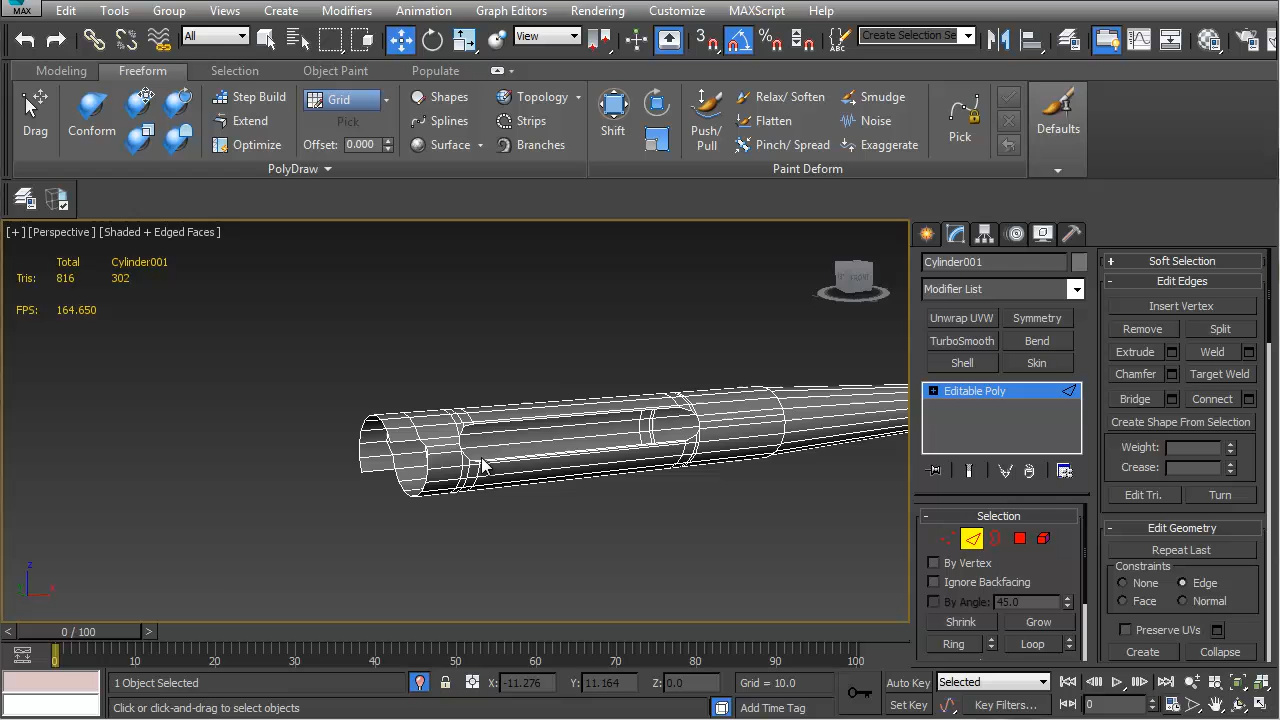 MAX Edit Tools Group Views Create Modifiers Animation Graph Editors Rendering Customize MAXScript Help
All View 3 ABC Create Selection Se
Modeling Freeform Selection Object Paint Populate
Drag Conform Step Build Grid Shapes Topology Shift Push/ Pull Relax/ Soften Smudge Pick Defaults
Extend Pick Splines Strips Flatten Noise
Optimize Offset: 0.000 Surface Branches Pinch/ Spread Exaggerate
PolyDraw Paint Deform
[+] [Perspective ] [Shaded + Edged Faces ]
Total Cylinder001
Tris: 816 302
FPS: 164.650
z
x
Cylinder001
Modifier List
Unwrap UVW Symmetry
TurboSmooth Bend
Shell Skin
Editable Poly
- Selection
By Vertex
Ignore Backfacing
By Angle: 45.0
Shrink Grow
Ring Loop
+ Soft Selection
- Edit Edges
Insert Vertex
Remove Split
Extrude Weld
Chamfer Target Weld
Bridge Connect
Create Shape From Selection
Weight:
Crease:
Edit Tri. Turn
- Edit Geometry
Repeat Last
Constraints
None Edge
Face Normal
Preserve UVs
Create Collapse
< 0 / 100 >
0 10 20 30 40 50 60 70 80 90 100
1 Object Selected X: -11.276 Y: 11.164 Z: 0.0 Grid = 10.0 Auto Key Selected
Click or click-and-drag to select objects Add Time Tag Set Key Key Filters... 0